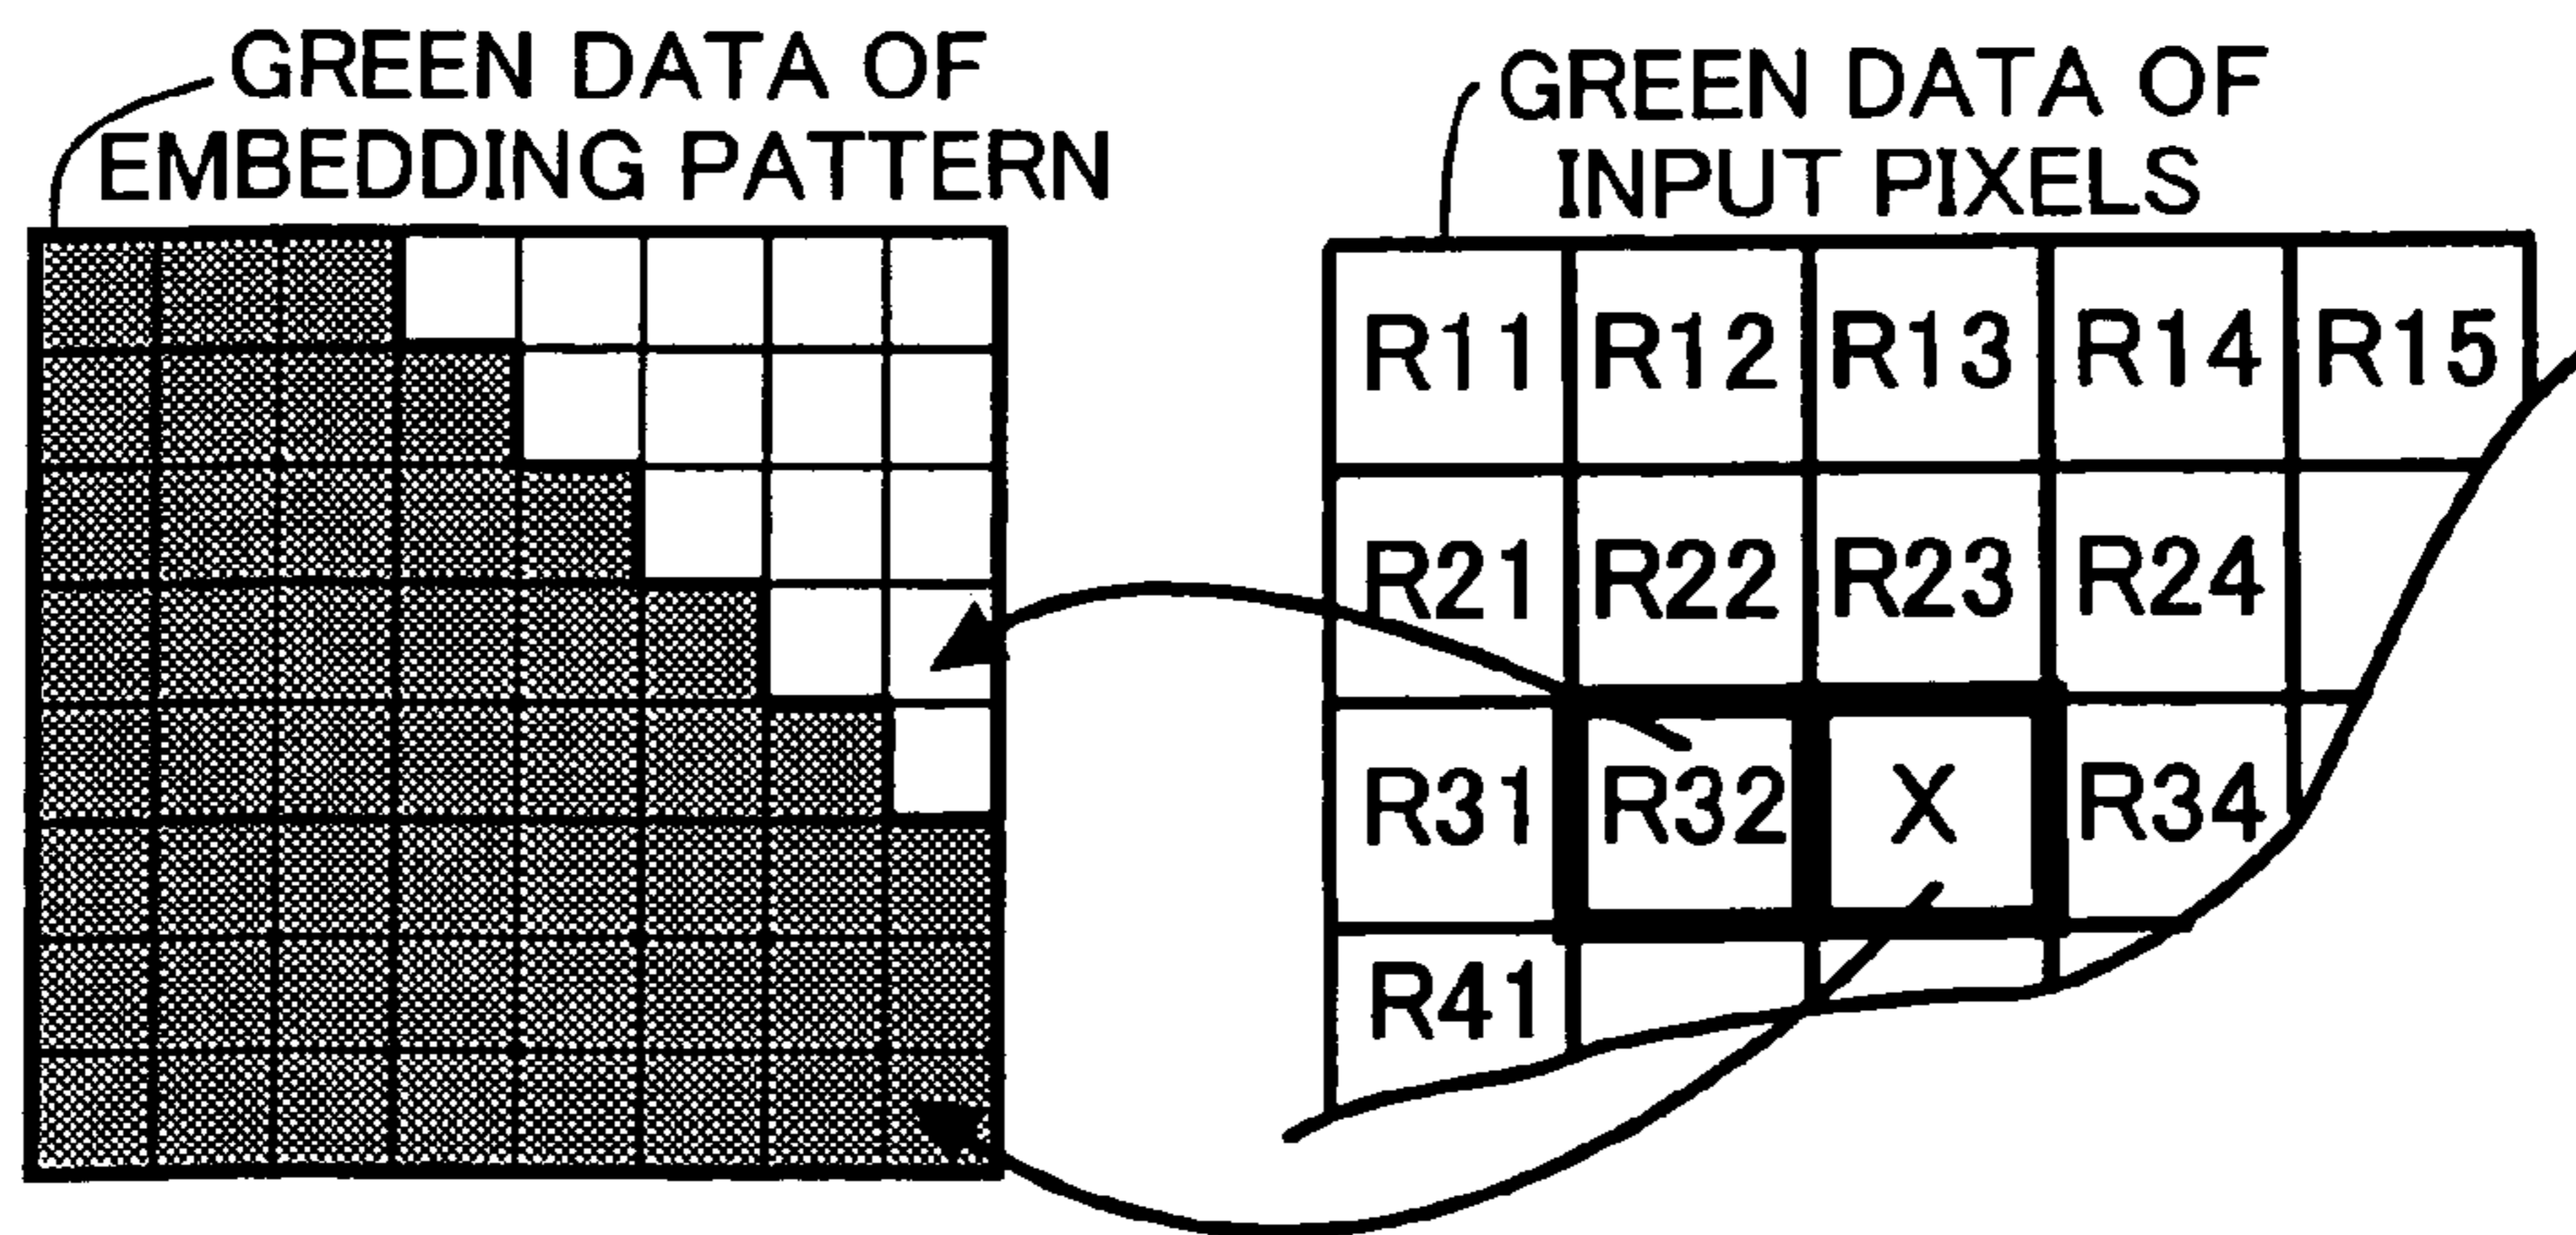 GREEN DATA OF
EMBEDDING PATTERN
GREEN DATA OF
INPUT PIXELS
R11 R12 R13 R14 R15
R21 R22 R23 R24
R31 R32 X R34
R41